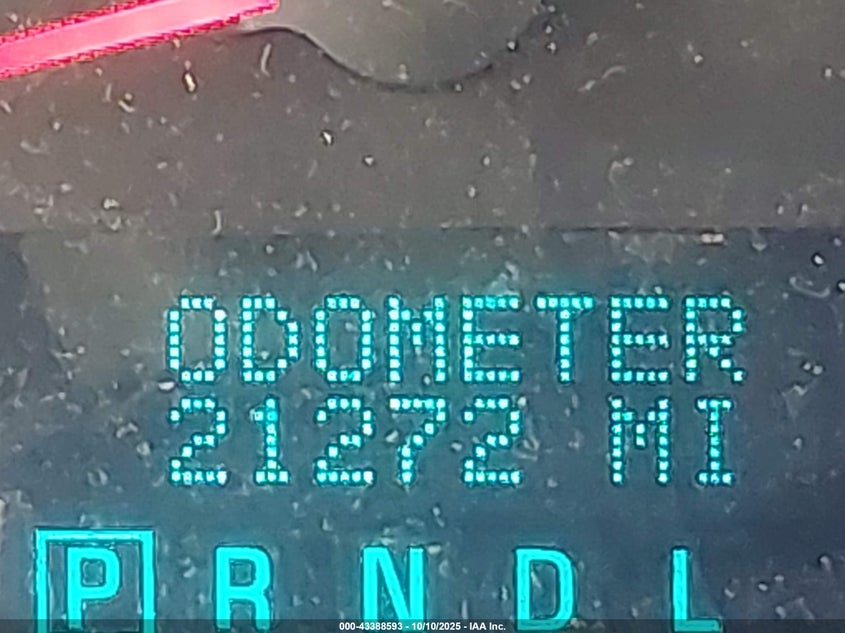 ODOMETER
21272 MI
P R N D L
000-43388593 - 10/10/2025 - IAA Inc.